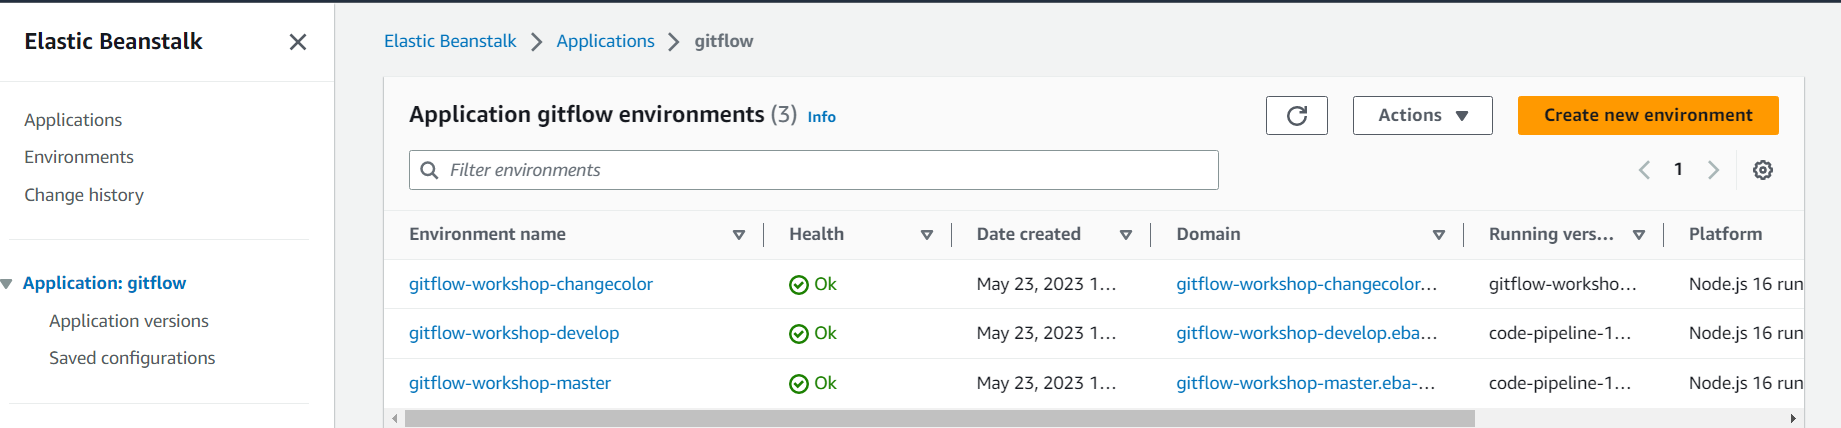 Elastic Beanstalk
Applications
Environments
Change history
Application: gitflow
Application versions
Saved configurations
Elastic Beanstalk Applications gitflow
Application gitflow environments (3) Info
Actions
Create new environment
Filter environments
1
Environment name Health Date created Domain Running vers... Platform
gitflow-workshop-changecolor Ok May 23, 2023 1... gitflow-workshop-changecolor... gitflow-worksho... Node.js 16 run
gitflow-workshop-develop Ok May 23, 2023 1... gitflow-workshop-develop.eba... code-pipeline-1... Node.js 16 run
gitflow-workshop-master Ok May 23, 2023 1... gitflow-workshop-master.eba-... code-pipeline-1... Node.js 16 run